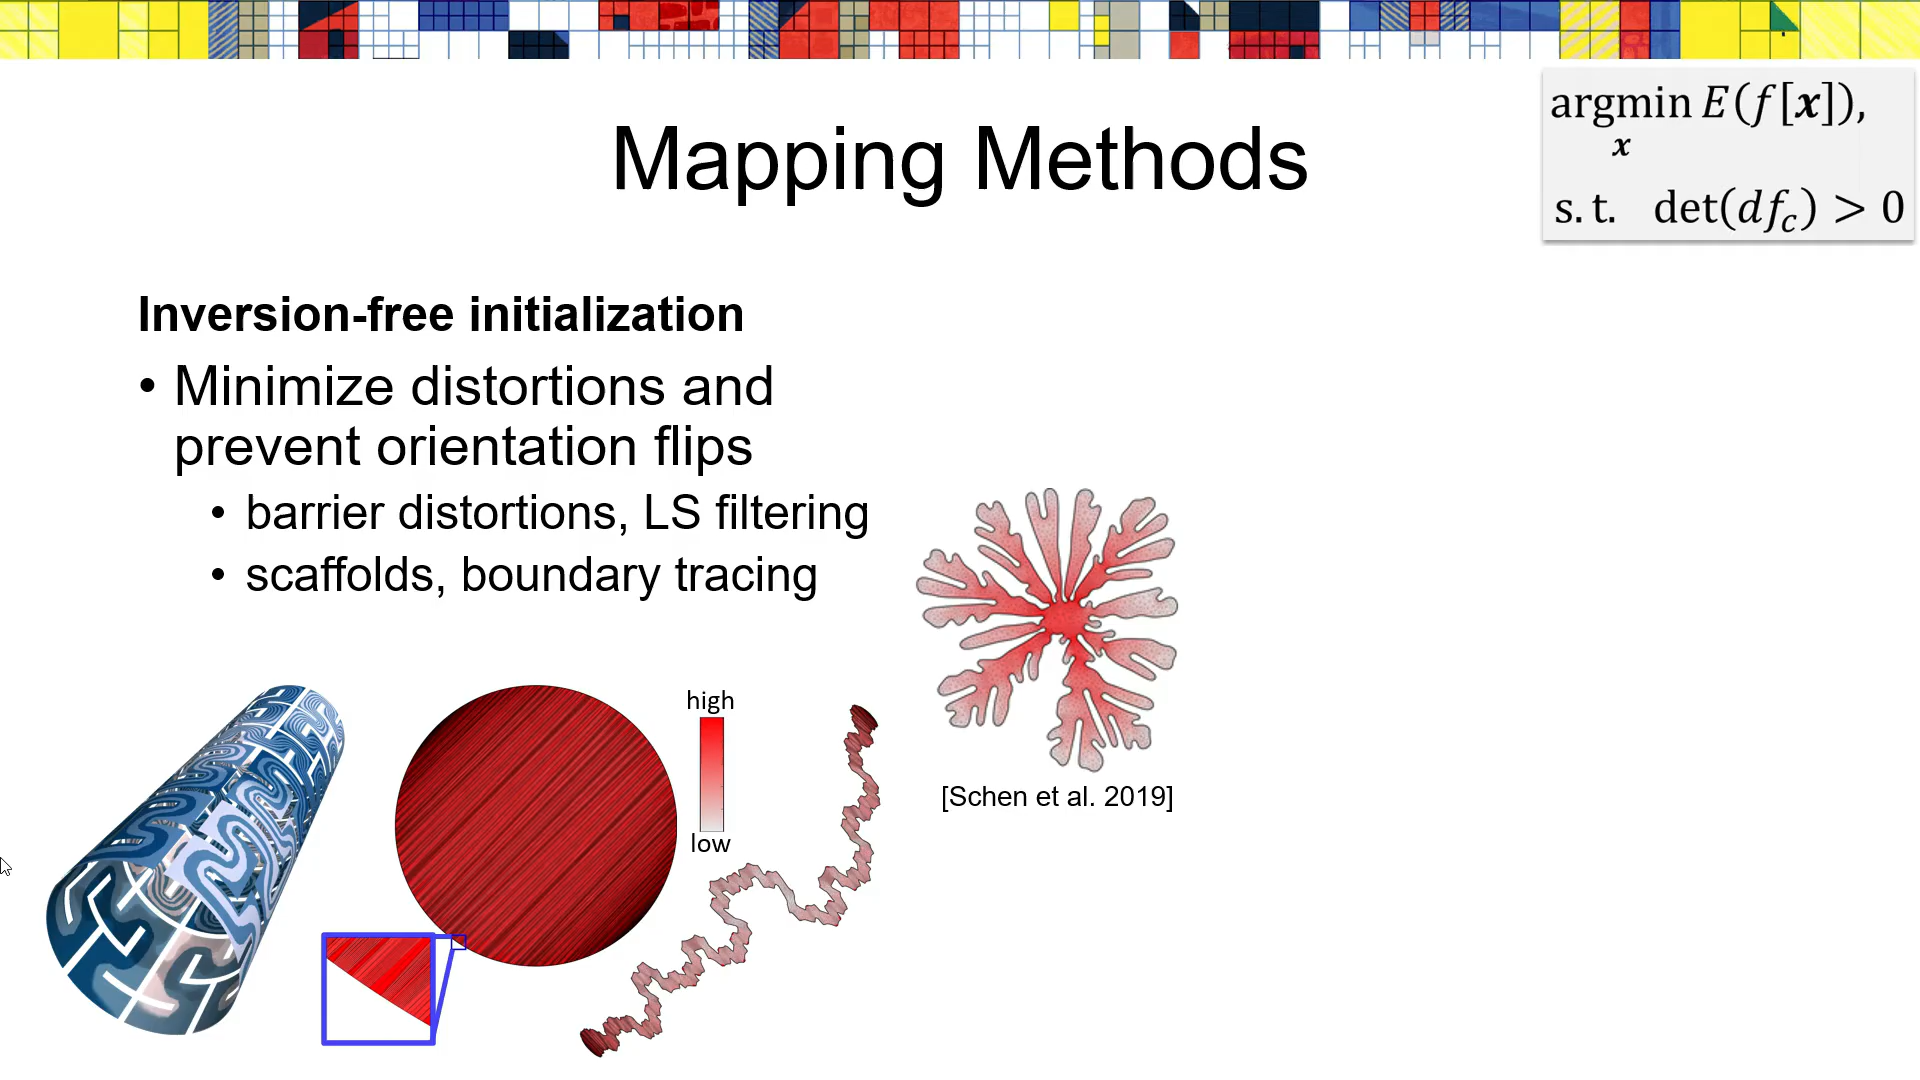 Mapping Methods
argmin E(f[x]),
x
s.t. det(df_c) > 0
Inversion-free initialization
• Minimize distortions and
prevent orientation flips
• barrier distortions, LS filtering
• scaffolds, boundary tracing
high
low
[Schen et al. 2019]